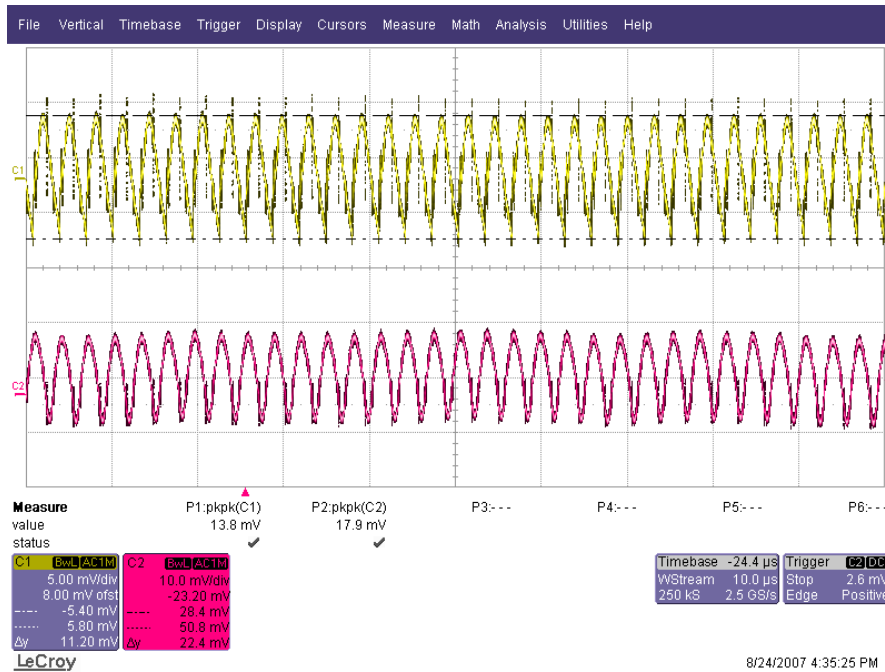 File Vertical Timebase Trigger Display Cursors Measure Math Analysis Utilities Help
C1
C2
Measure P1:pkpk(C1) P2:pkpk(C2) P3:--- P4:--- P5:--- P6:--
value 13.8 mV 17.9 mV
status
C1 BwL AC1M
5.00 mV/div
8.00 mV ofst
-5.40 mV
5.80 mV
Δy 11.20 mV
C2 BwL AC1M
10.0 mV/div
-23.20 mV
28.4 mV
50.8 mV
Δy 22.4 mV
Timebase -24.4 µs
WStream 10.0 µs
250 kS 2.5 GS/s
Trigger C2 DC
Stop 2.6 mV
Edge Positive
LeCroy
8/24/2007 4:35:25 PM